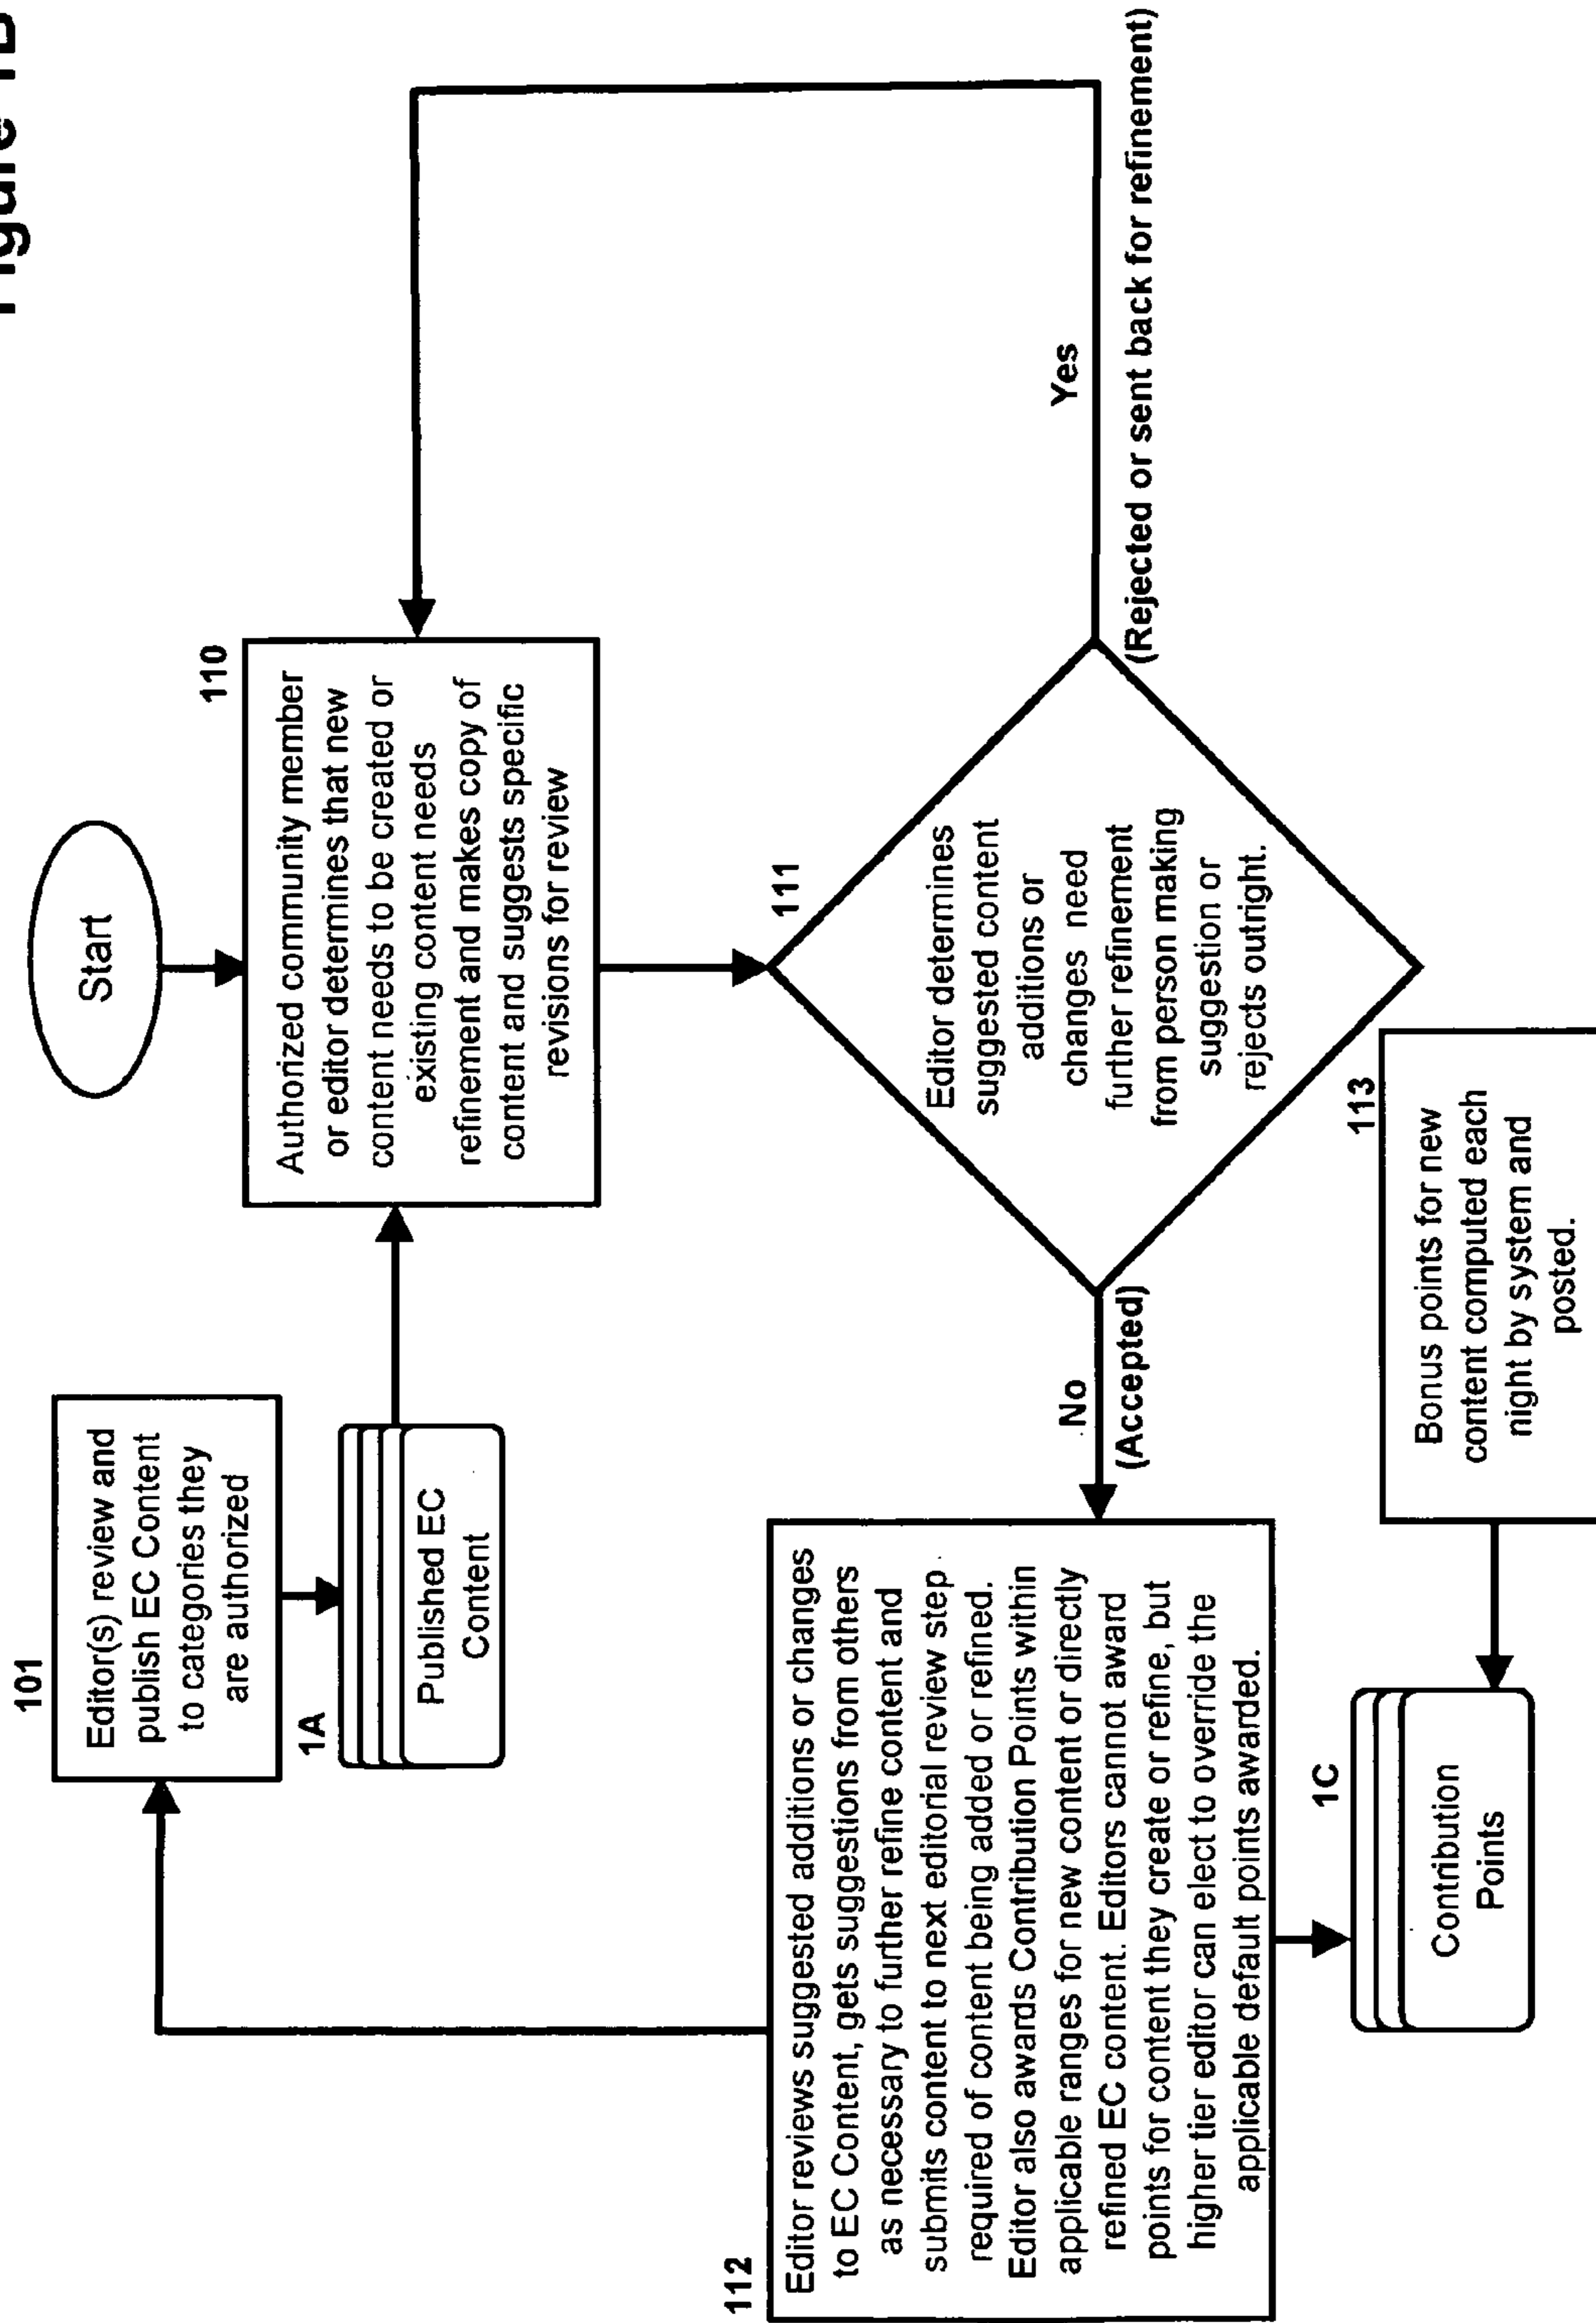 Figure 1B
Start
101
Editor(s) review and
publish EC Content
to categories they
are authorized
1A
Published EC
Content
110
Authorized community member
or editor determines that new
content needs to be created or
existing content needs
refinement and makes copy of
content and suggests specific
revisions for review
111
Editor determines
suggested content
additions or
changes need
further refinement
from person making
suggestion or
rejects outright.
Yes
(Rejected or sent back for refinement)
No
(Accepted)
112
Editor reviews suggested additions or changes
to EC Content, gets suggestions from others
as necessary to further refine content and
submits content to next editorial review step
required of content being added or refined.
Editor also awards Contribution Points within
applicable ranges for new content or directly
refined EC content. Editors cannot award
points for content they create or refine, but
higher tier editor can elect to override the
applicable default points awarded.
113
Bonus points for new
content computed each
night by system and
posted.
1C
Contribution
Points